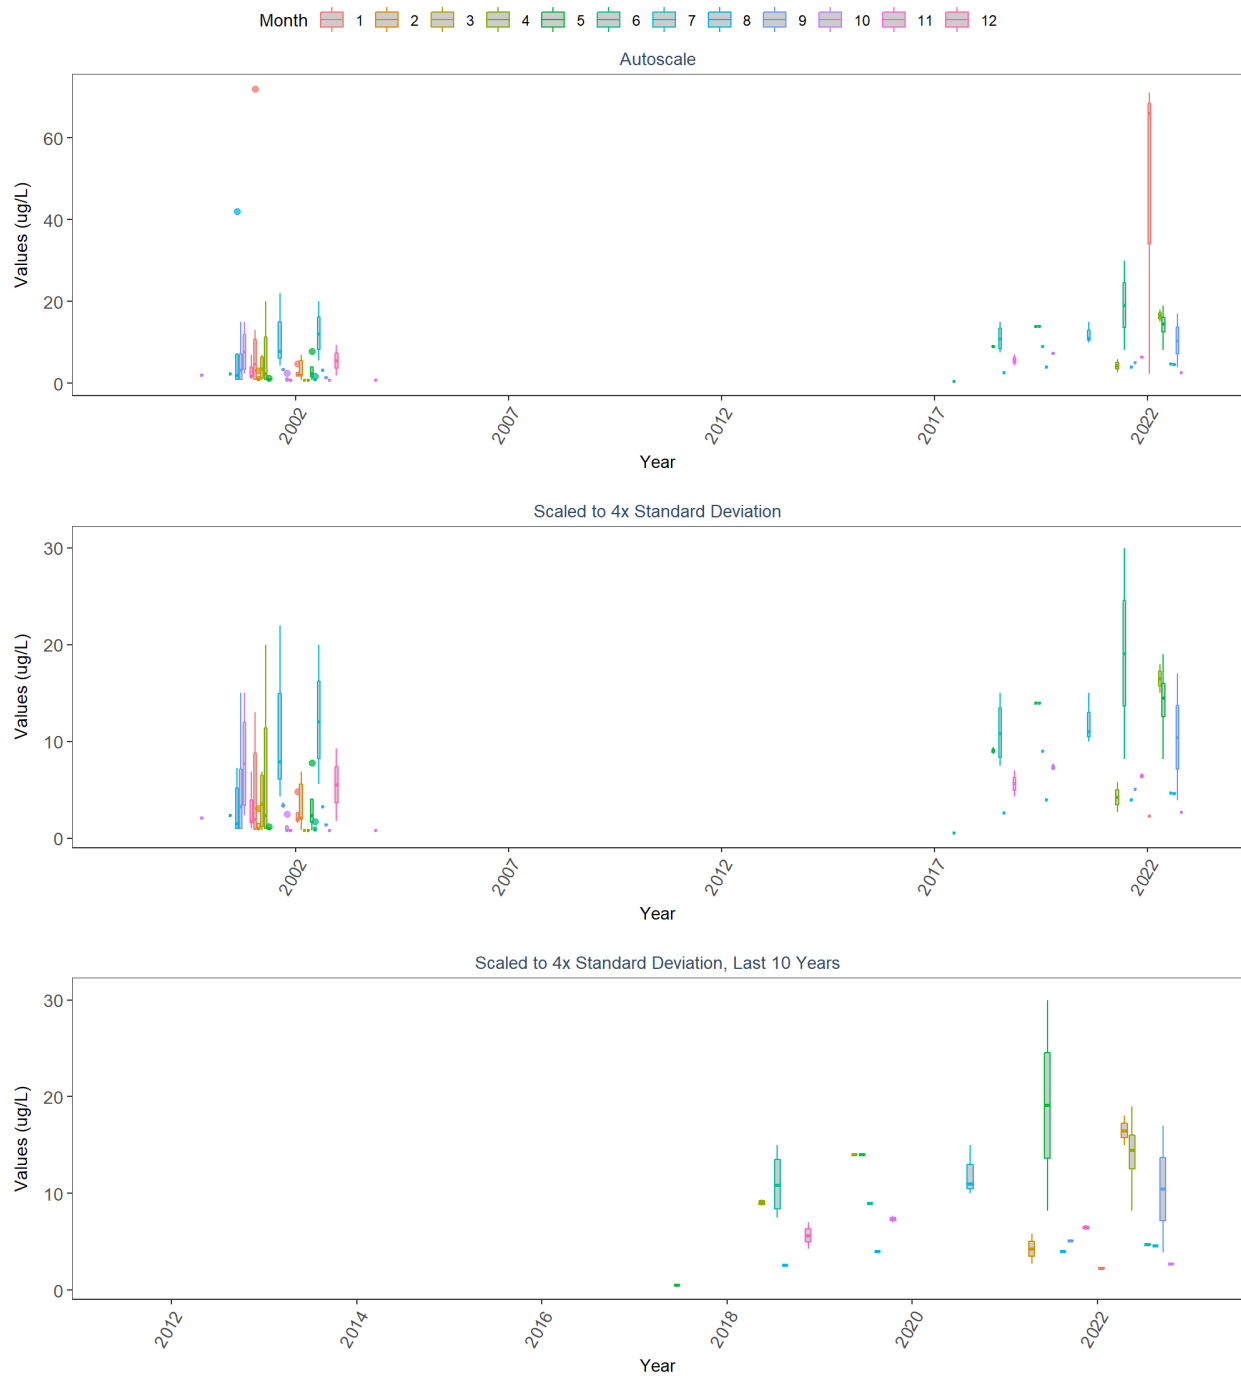 Month 1 2 3 4 5 6 7 8 9 10 11 12
Autoscale
Values (ug/L)
60
40
20
0
2002 2007 2012 2017 2022
Year
Scaled to 4x Standard Deviation
Values (ug/L)
30
20
10
0
2002 2007 2012 2017 2022
Year
Scaled to 4x Standard Deviation, Last 10 Years
Values (ug/L)
30
20
10
0
2012 2014 2016 2018 2020 2022
Year